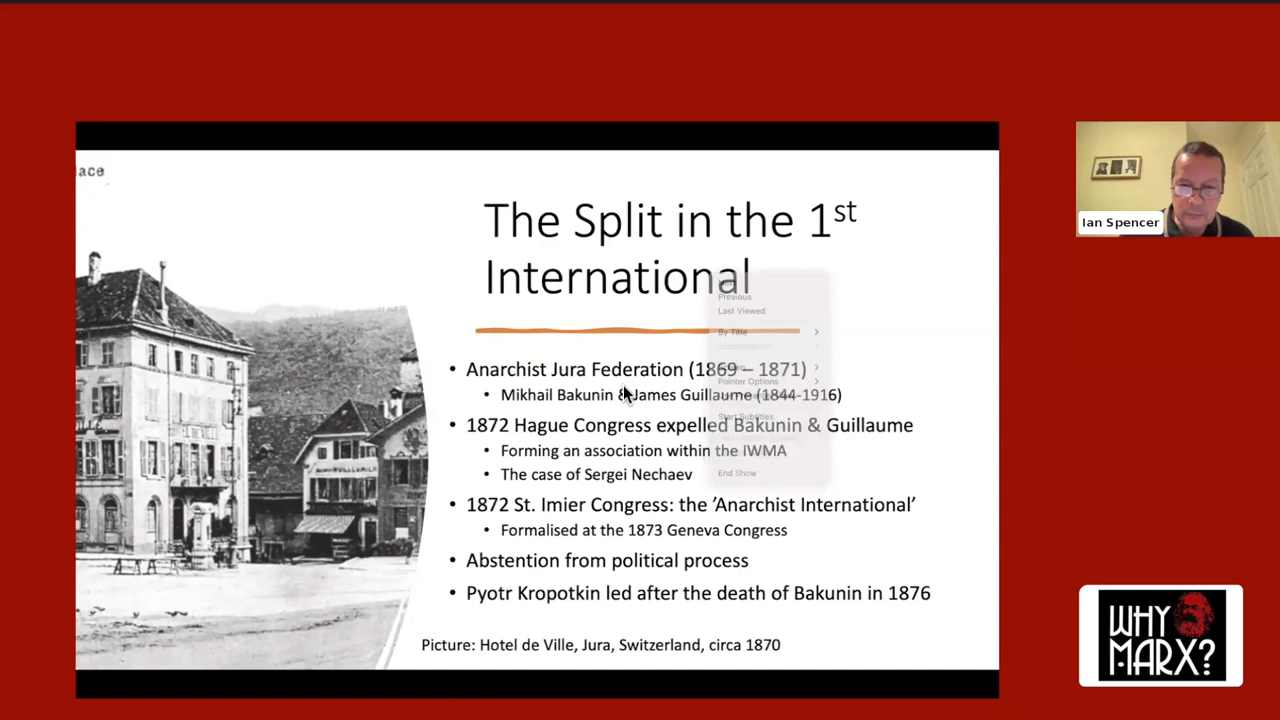 ace
The Split in the 1st
International
Previous
Last Viewed
By Title
Pointer Options
Start Subtitles
End Show
• Anarchist Jura Federation (1869 – 1871)
• Mikhail Bakunin & James Guillaume (1844-1916)
• 1872 Hague Congress expelled Bakunin & Guillaume
• Forming an association within the IWMA
• The case of Sergei Nechaev
• 1872 St. Imier Congress: the ’Anarchist International’
• Formalised at the 1873 Geneva Congress
• Abstention from political process
• Pyotr Kropotkin led after the death of Bakunin in 1876
Picture: Hotel de Ville, Jura, Switzerland, circa 1870
Ian Spencer
WHY
MARX?